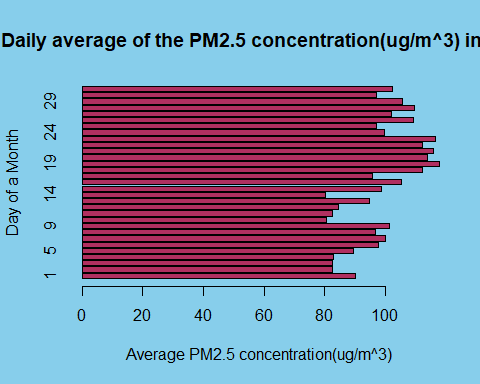 Daily average of the PM2.5 concentration(ug/m^3) in
Day of a Month
29
24
19
14
9
5
1
0 20 40 60 80 100
Average PM2.5 concentration(ug/m^3)